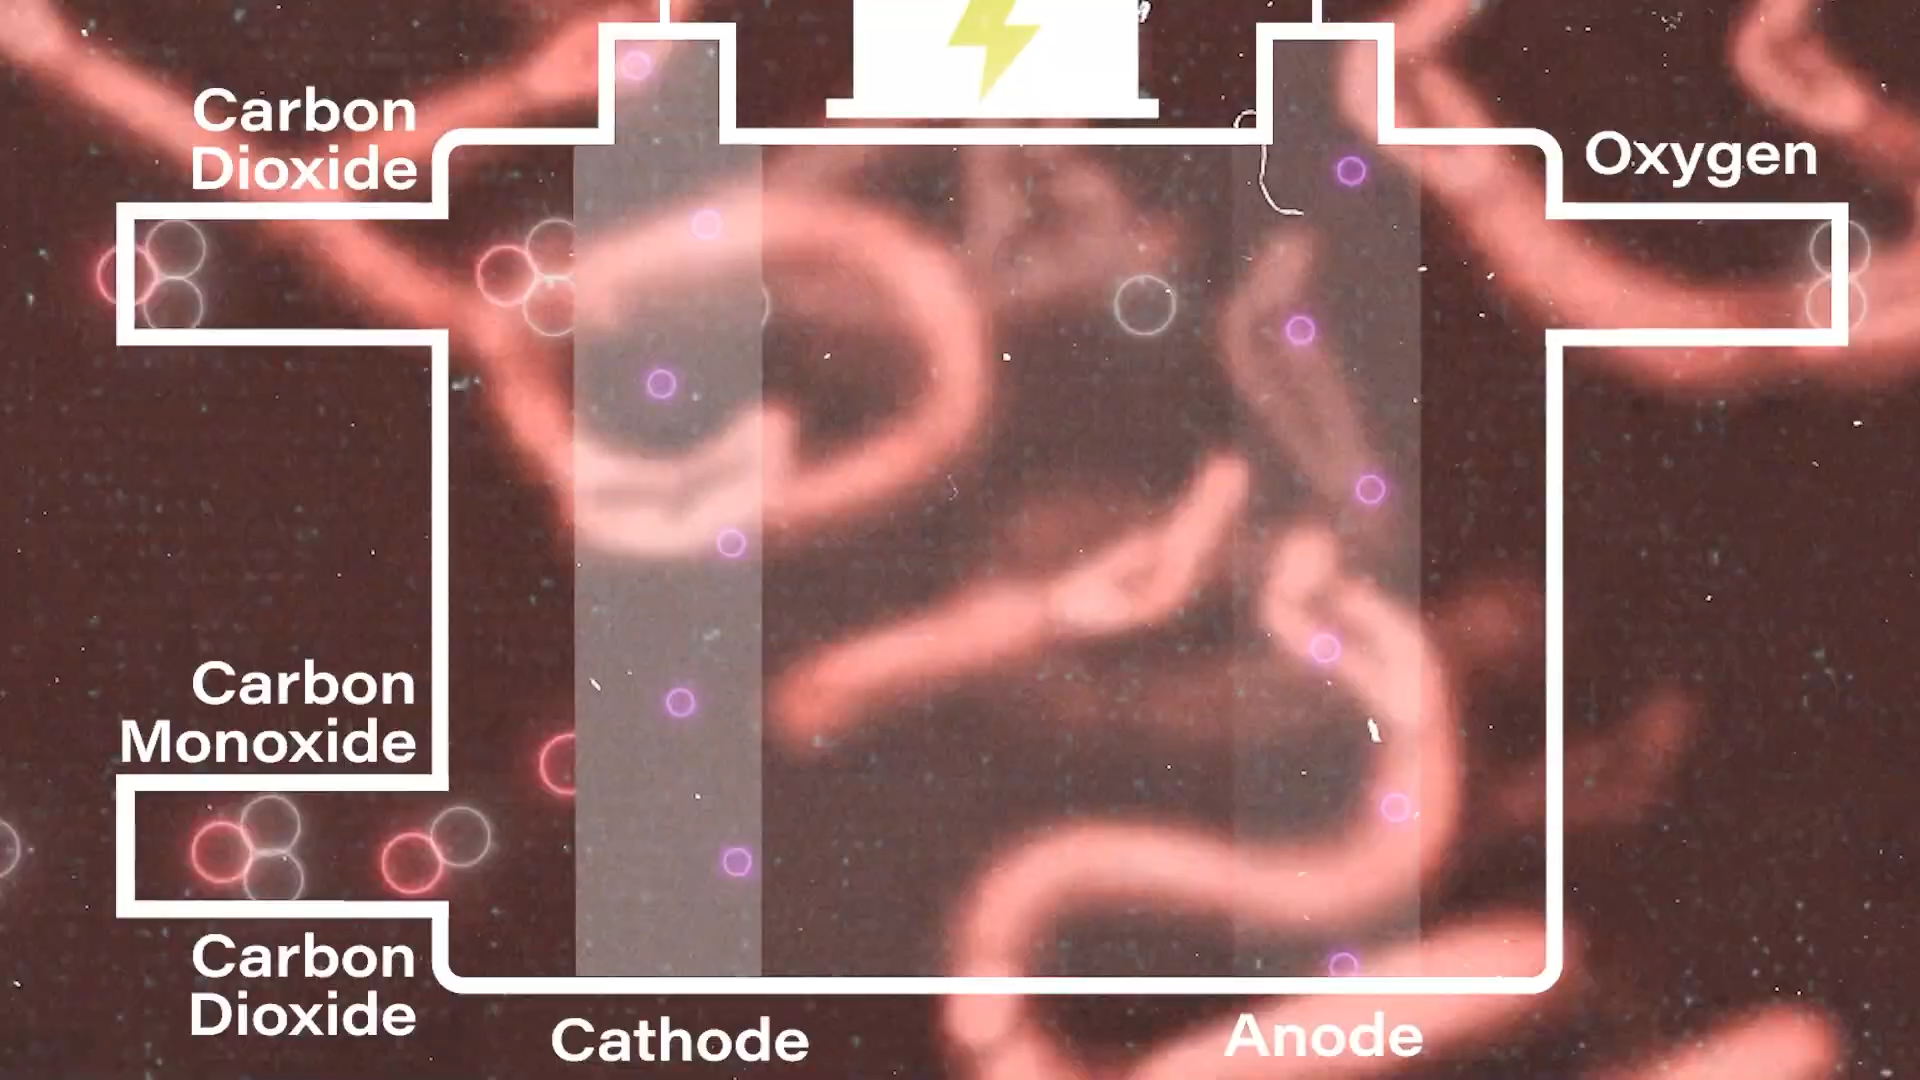 Carbon
Dioxide
Oxygen
Carbon
Monoxide
Carbon
Dioxide
Cathode
Anode